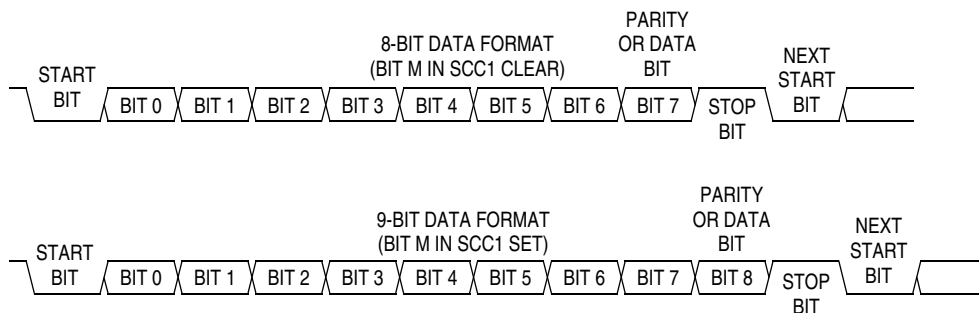 8-BIT DATA FORMAT
(BIT M IN SCC1 CLEAR)
PARITY
OR DATA
BIT
START
BIT
BIT 0
BIT 1
BIT 2
BIT 3
BIT 4
BIT 5
BIT 6
BIT 7
STOP
BIT
NEXT
START
BIT
9-BIT DATA FORMAT
(BIT M IN SCC1 SET)
PARITY
OR DATA
BIT
START
BIT
BIT 0
BIT 1
BIT 2
BIT 3
BIT 4
BIT 5
BIT 6
BIT 7
BIT 8
STOP
BIT
NEXT
START
BIT